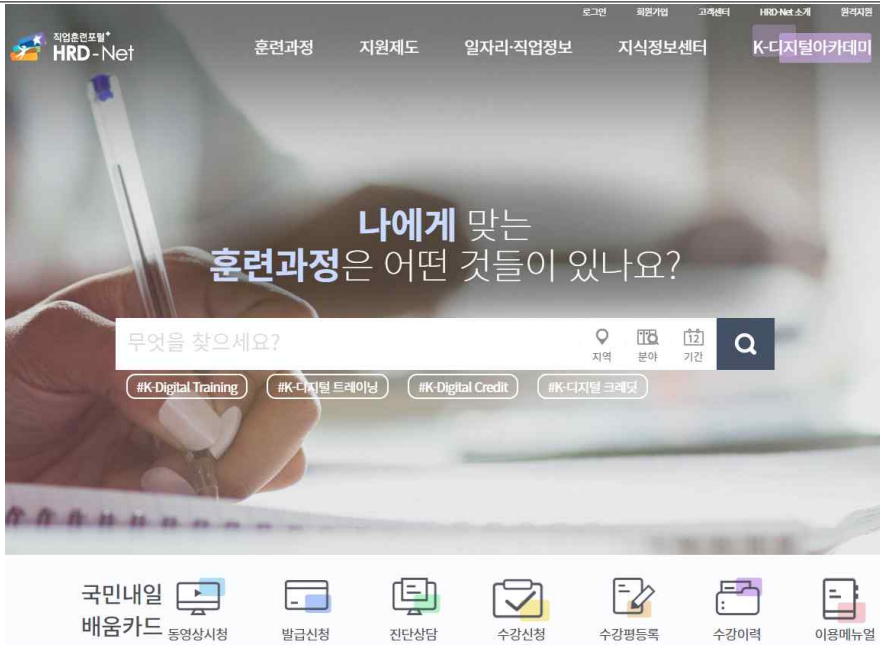 로그인 회원가입 고객센터 HRD-Net 소개 원격지원
직업훈련포털+
HRD-Net
훈련과정 지원제도 일자리·직업정보 지식정보센터 K-디지털아카데미
나에게 맞는
훈련과정은 어떤 것들이 있나요?
무엇을 찾으세요?
12
지역 분야 기간
#K-Digital Training #K-디지털 트레이닝 #K-Digital Credit #K-디지털 크레딧
국민내일
배움카드
동영상시청 발급신청 진단상담 수강신청 수강평등록 수강이력 이용메뉴얼